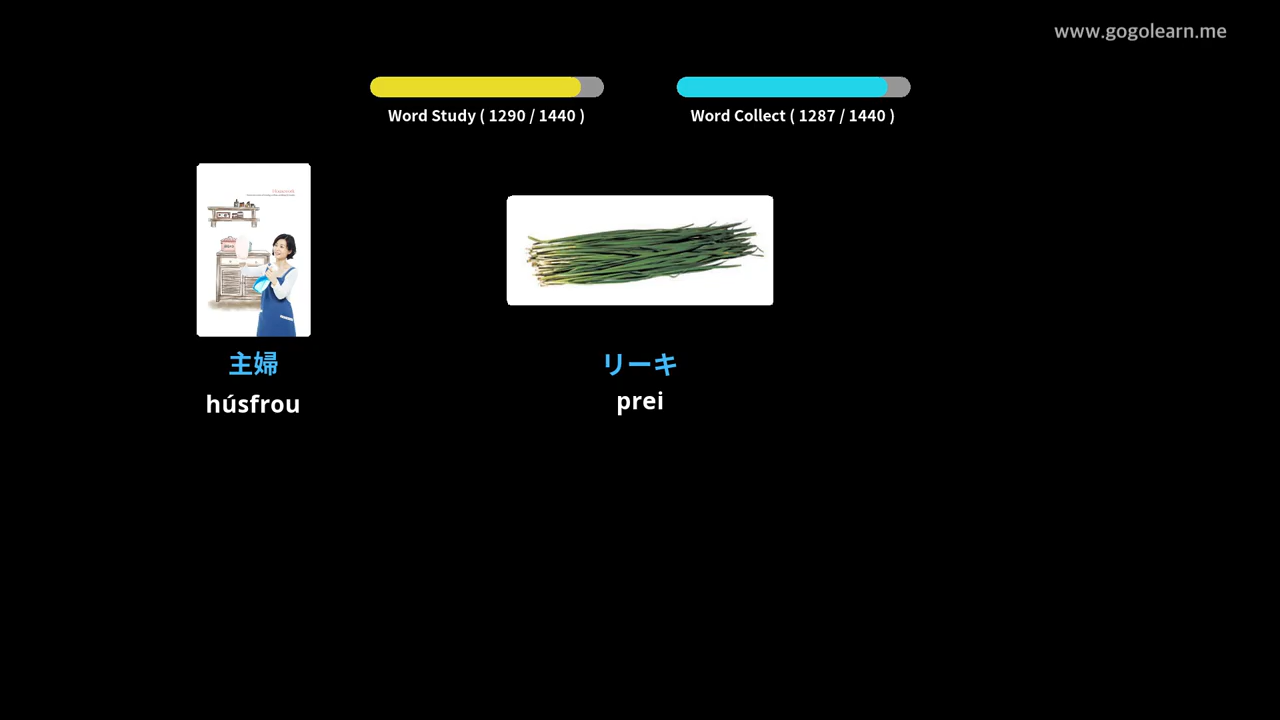 www.gogolearn.me
Word Study ( 1290 / 1440 )
Word Collect ( 1287 / 1440 )
主婦
húsfrou
リーキ
prei